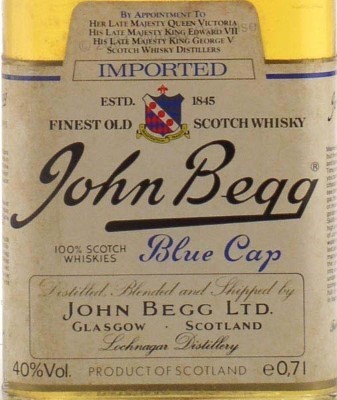 BY APPOINTMENT TO
HER LATE MAJESTY QUEEN VICTORIA
HIS LATE MAJESTY KING EDWARD VII
HIS LATE MAJESTY KING GEORGE V
SCOTCH WHISKY DISTILLERS
IMPORTED
ESTD. 1845
FINEST OLD SCOTCH WHISKY
John Begg®
100% SCOTCH WHISKIES Blue Cap
Distilled, Blended and Shipped by
JOHN BEGG LTD.
GLASGOW · SCOTLAND
Lochnagar Distillery
40%Vol. PRODUCT OF SCOTLAND e 0,7 l